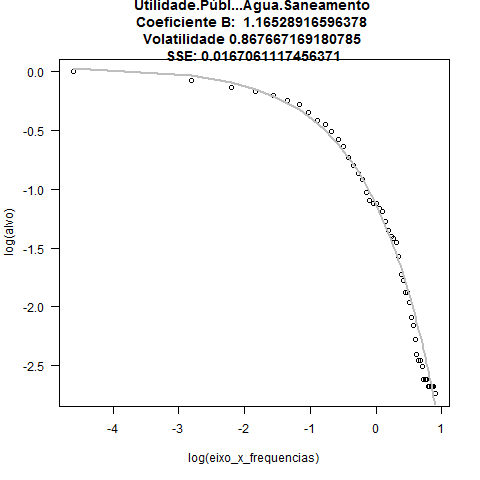 Utilidade.Públ...Agua.Saneamento
Coeficiente B:  1.16528916596378
Volatilidade 0.867667169180785
SSE: 0.0167061117456371
0.0
-0.5
-1.0
-1.5
-2.0
-2.5
log(alvo)
-4 -3 -2 -1 0 1
log(eixo_x_frequencias)